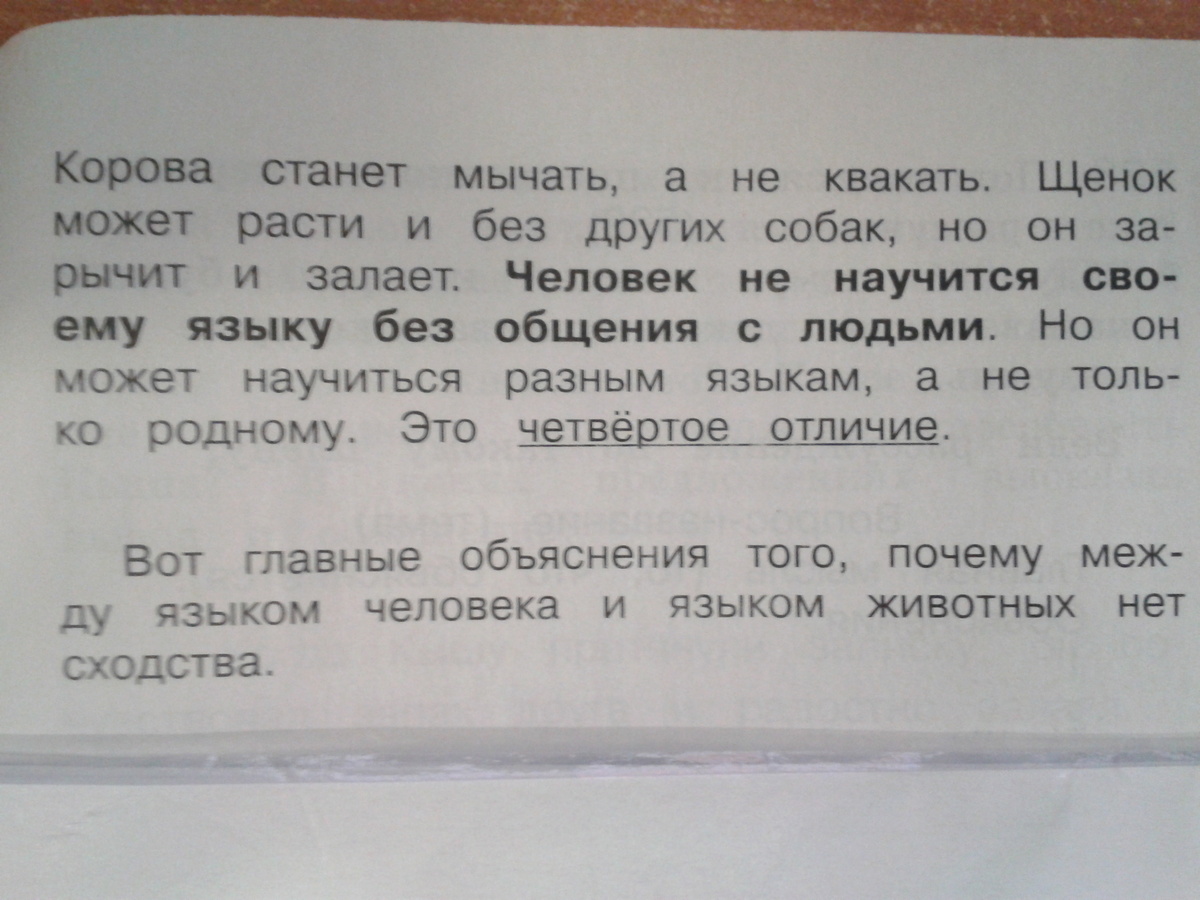 Корова станет мычать, а не квакать. Щенок
может расти и без других собак, но он за-
рычит и залает. Человек не научится сво-
ему языку без общения с людьми. Но он
может научиться разным языкам, а не толь-
ко родному. Это четвёртое отличие.
Вот главные объяснения того, почему меж-
ду языком человека и языком животных нет
сходства.